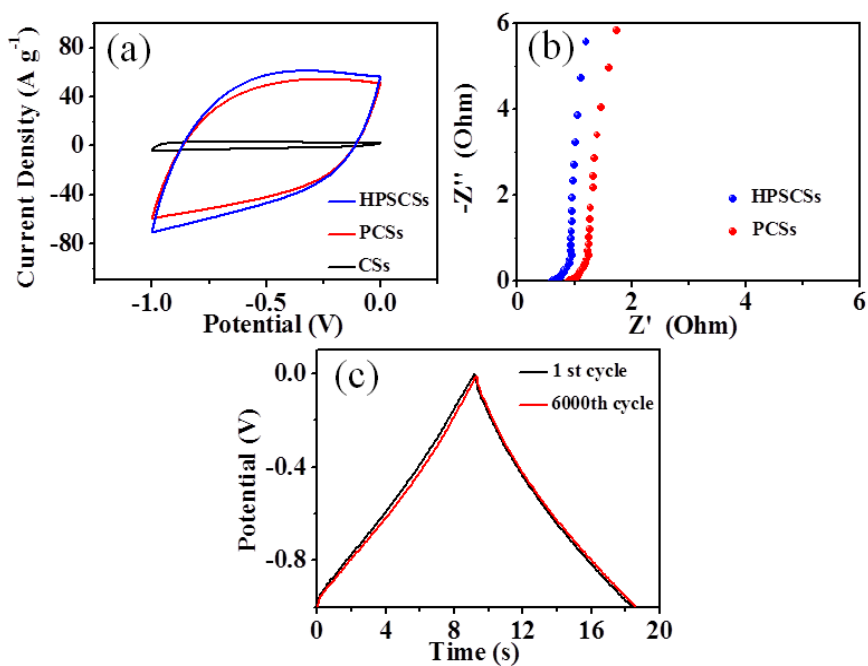 (a)
Current Density (A g⁻¹)
80
40
0
-40
-80
HPSCSs
PCSs
CSs
-1.0
-0.5
0.0
Potential (V)
(b)
-Z'' (Ohm)
6
4
2
0
HPSCSs
PCSs
0
2
4
6
Z' (Ohm)
(c)
Potential (V)
0.0
-0.4
-0.8
1 st cycle
6000th cycle
0
4
8
12
16
20
Time (s)